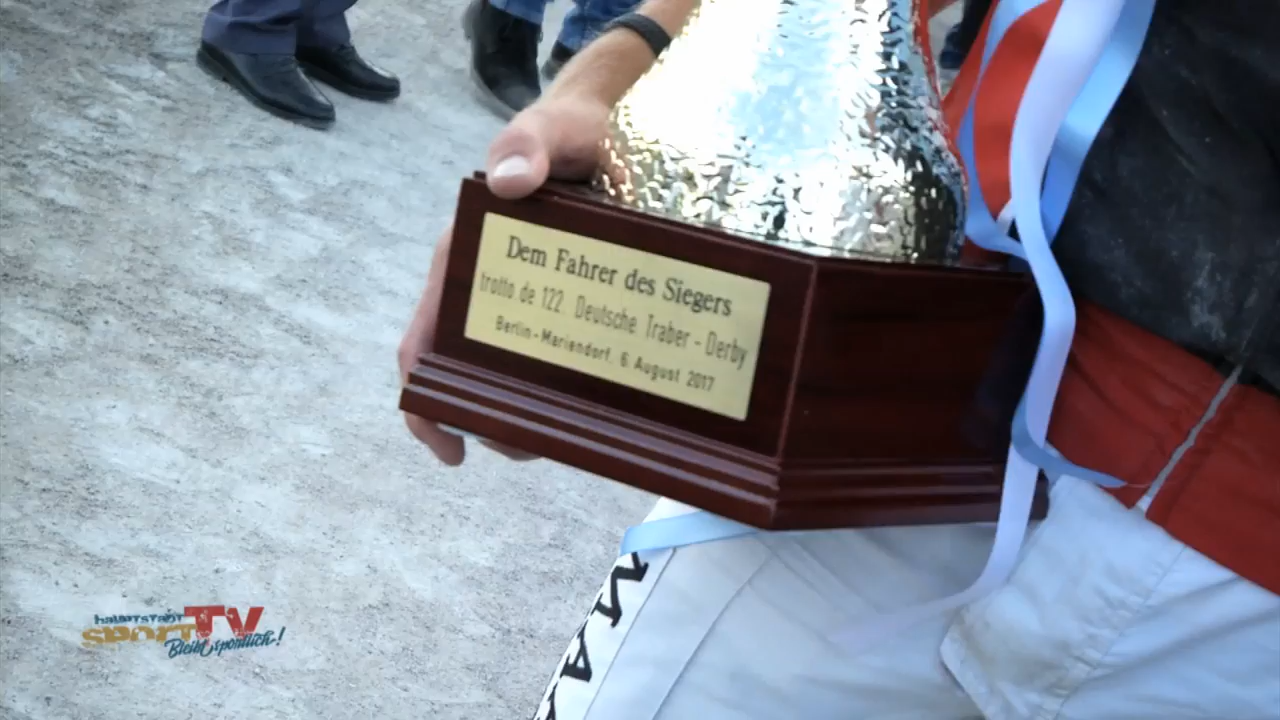 Dem Fahrer des Siegers
trotto de 122. Deutsche Traber - Derby
Berlin - Mariendorf, 6. August 2017
hauptstadt
SPORT TV
Bleibt sportlich!